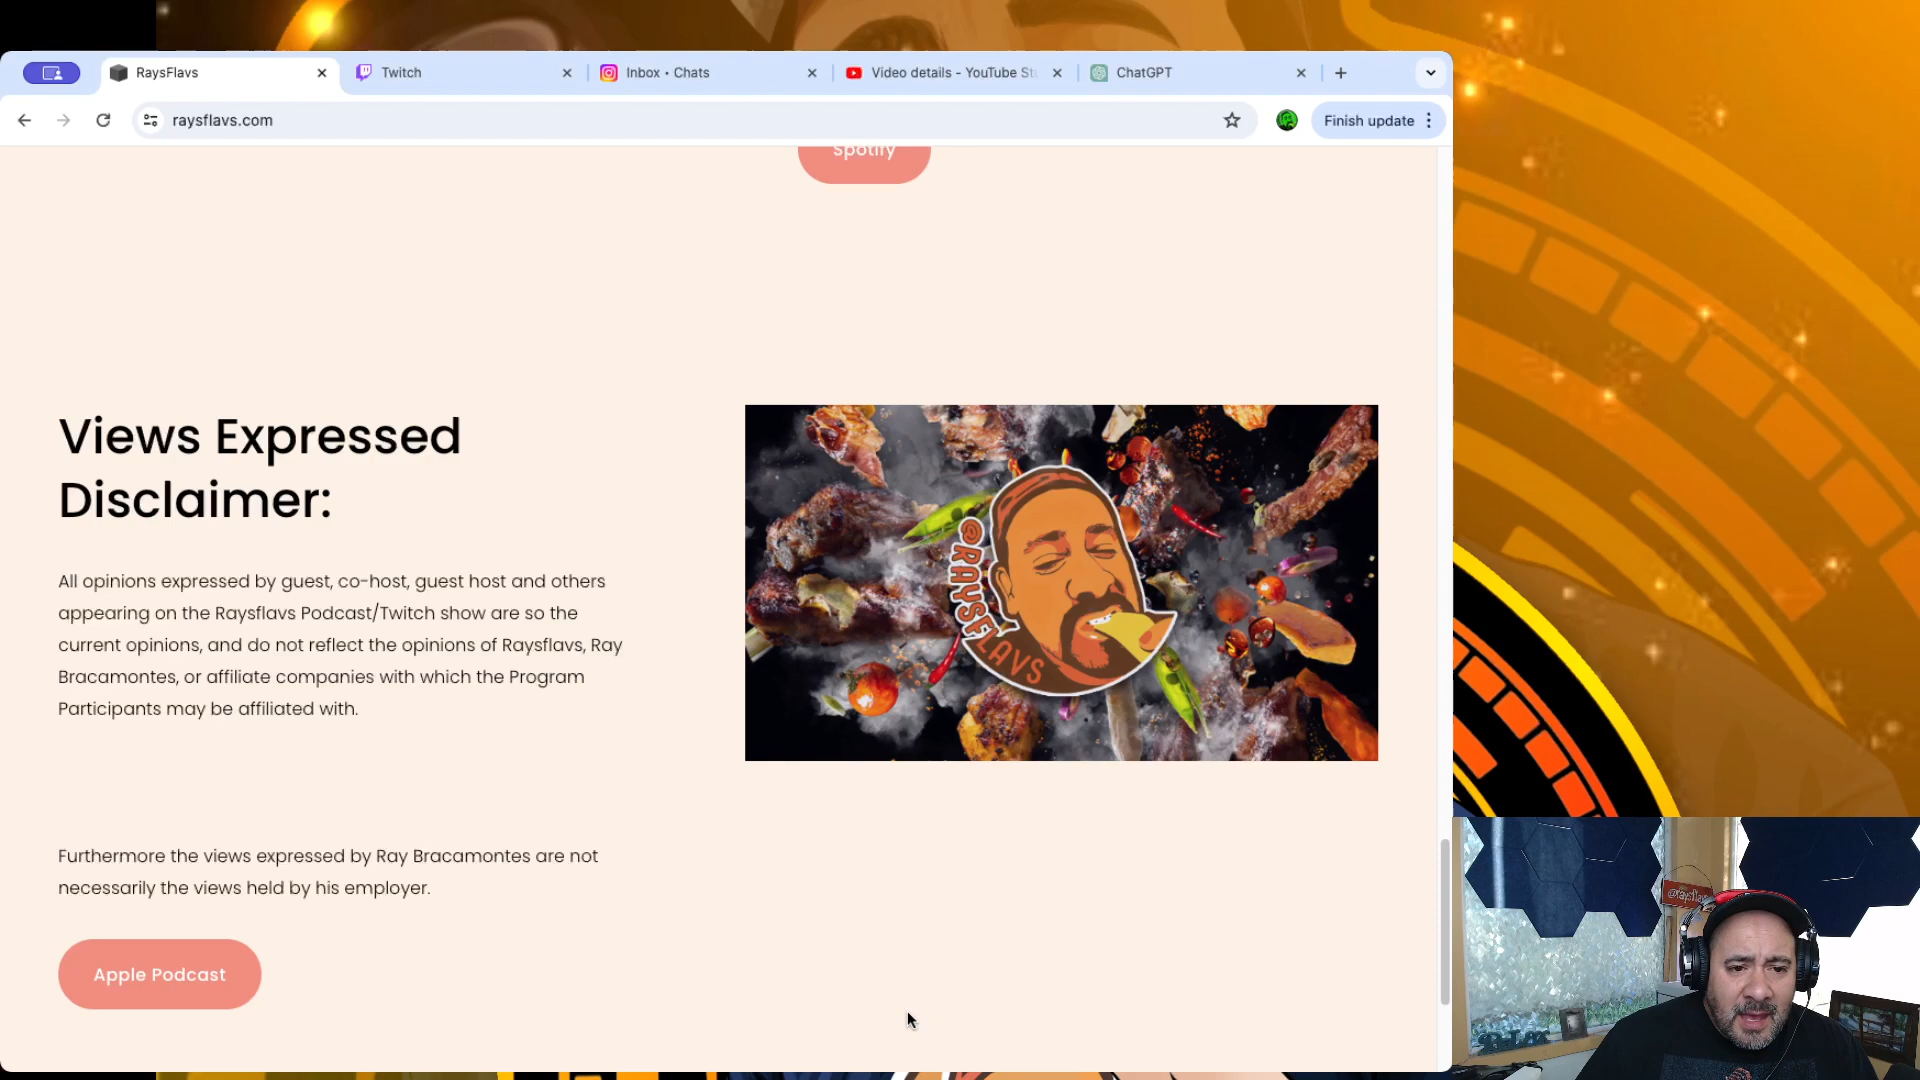 RaysFlavs
Twitch
Inbox • Chats
Video details - YouTube Stu
ChatGPT
raysflavs.com
Finish update
Spotify
Views Expressed
Disclaimer:
All opinions expressed by guest, co-host, guest host and others
appearing on the Raysflavs Podcast/Twitch show are so the
current opinions, and do not reflect the opinions of Raysflavs, Ray
Bracamontes, or affiliate companies with which the Program
Participants may be affiliated with.
@RAYSFLAVS
Furthermore the views expressed by Ray Bracamontes are not
necessarily the views held by his employer.
Apple Podcast
@raysflavs